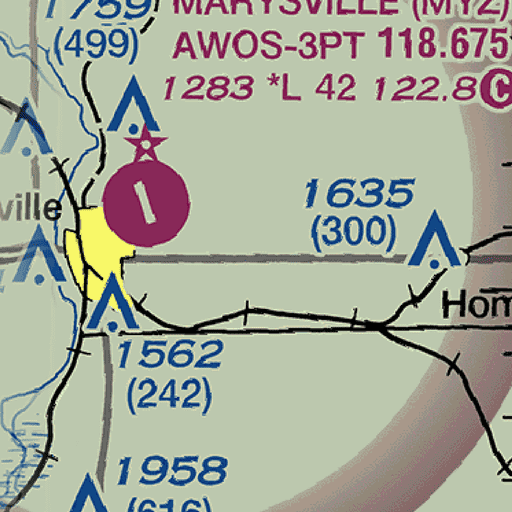 1759
(499)
MARYSVILLE (MYZ)
AWOS-3PT 118.675
1283 *L 42 122.8 C
ville
1635
(300)
Hom
1562
(242)
1958
(616)